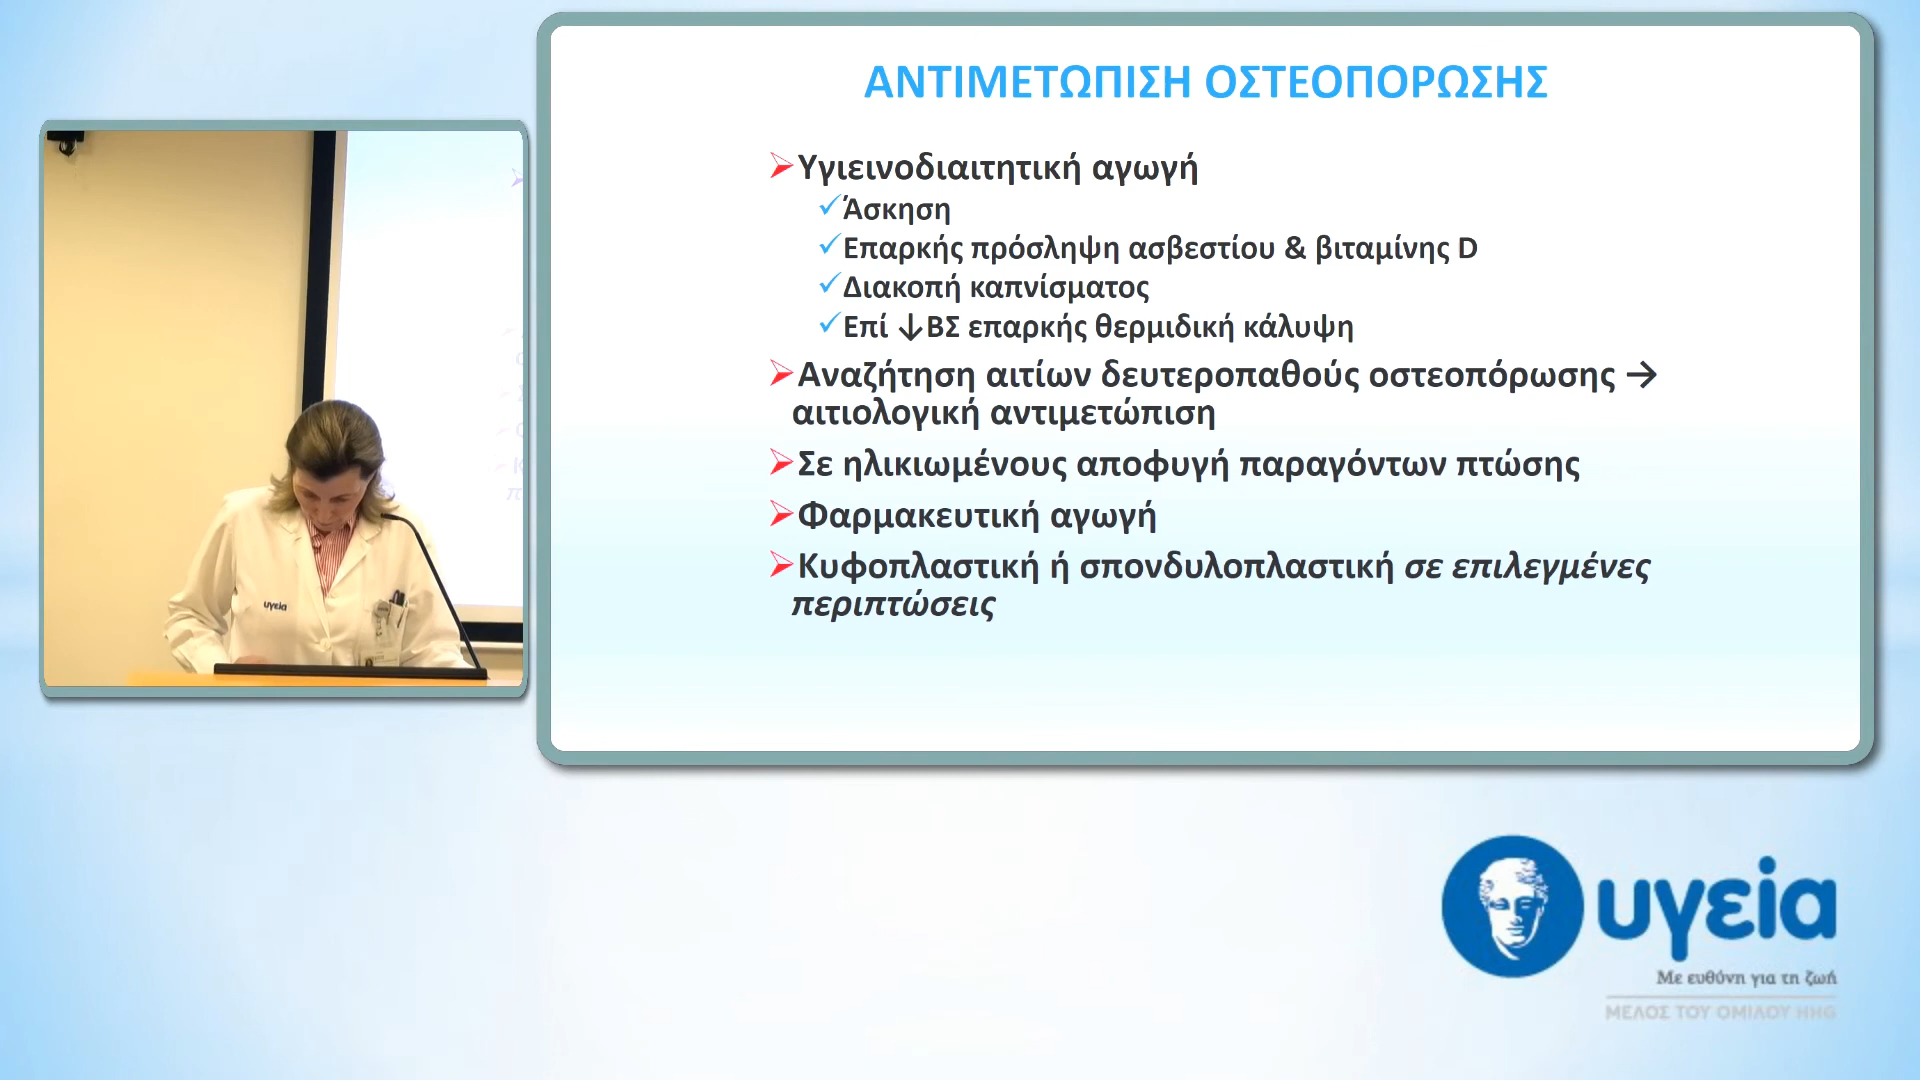 ΑΝΤΙΜΕΤΩΠΙΣΗ ΟΣΤΕΟΠΟΡΩΣΗΣ
Υγιεινοδιαιτητική αγωγή
Άσκηση
Επαρκής πρόσληψη ασβεστίου & βιταμίνης D
Διακοπή καπνίσματος
Επί ↓ΒΣ επαρκής θερμιδική κάλυψη
Αναζήτηση αιτίων δευτεροπαθούς οστεοπόρωσης →
αιτιολογική αντιμετώπιση
Σε ηλικιωμένους αποφυγή παραγόντων πτώσης
Φαρμακευτική αγωγή
Κυφοπλαστική ή σπονδυλοπλαστική σε επιλεγμένες
περιπτώσεις
υγεία
υγεία
Με ευθύνη για τη ζωή
ΜΕΛΟΣ ΤΟΥ ΟΜΙΛΟΥ HHG